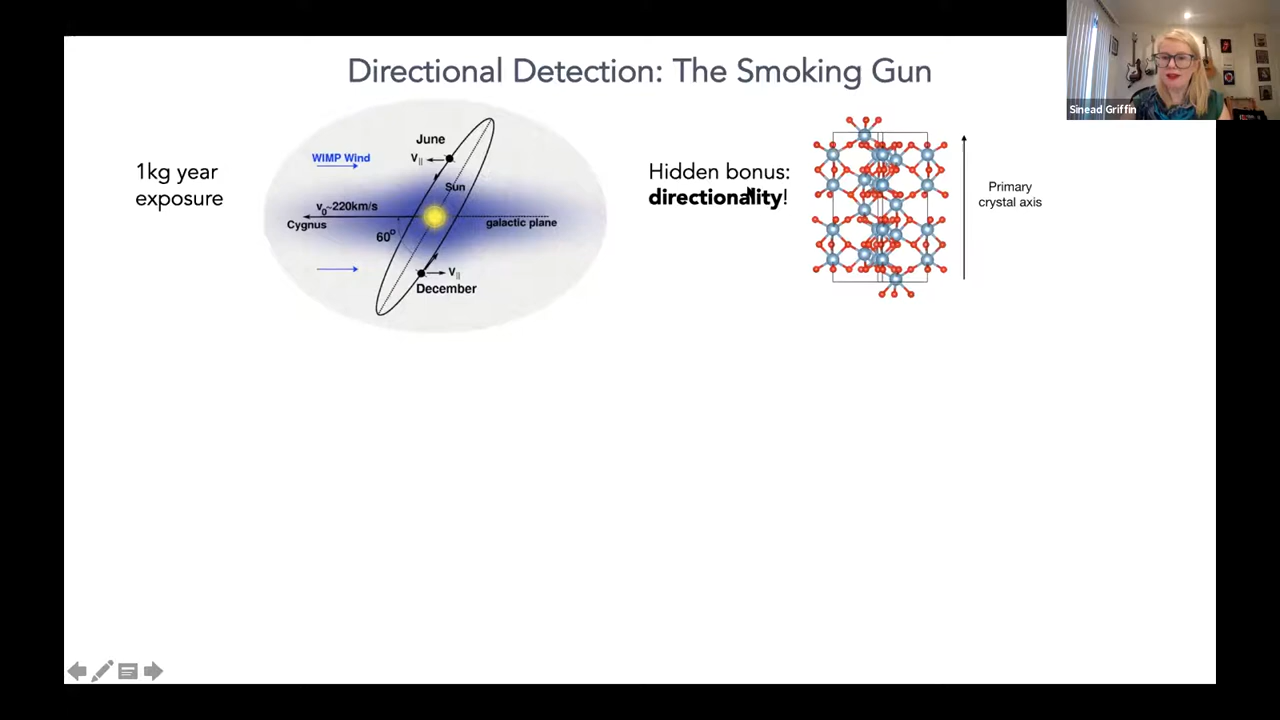 Directional Detection: The Smoking Gun
Sinead Griffin
1kg year
exposure
June
WIMP Wind
V||
Sun
v0~220km/s
Cygnus
galactic plane
60°
V||
December
Hidden bonus:
directionality!
Primary
crystal axis